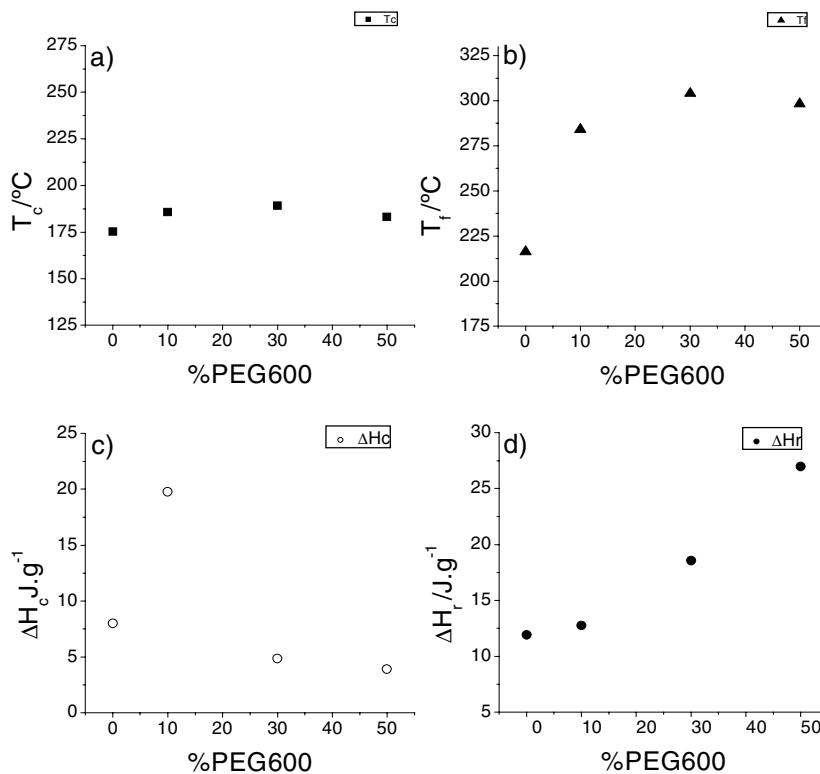 a)
Tc
275
250
225
200
175
150
125
T_c/ºC
0 10 20 30 40 50
%PEG600
b)
Tf
325
300
275
250
225
200
175
T_f/ºC
0 10 20 30 40 50
%PEG600
c)
ΔHc
25
20
15
10
5
0
ΔH_c J.g^-1
0 10 20 30 40 50
%PEG600
d)
ΔHr
30
25
20
15
10
5
ΔH_r/J.g^-1
0 10 20 30 40 50
%PEG600